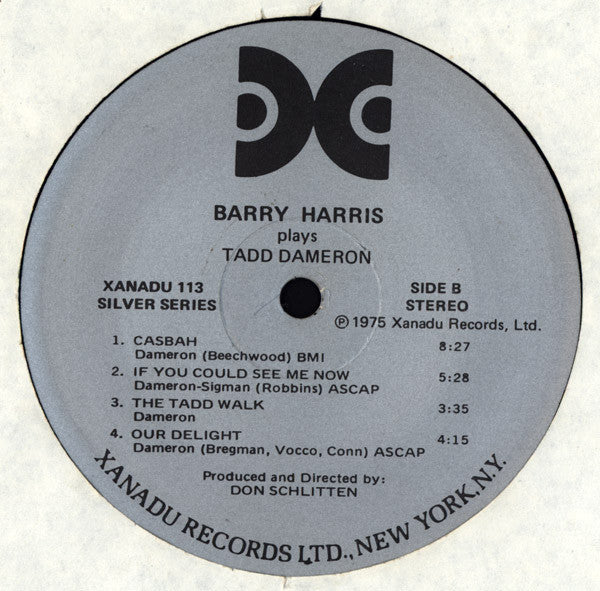 BARRY HARRIS
plays
TADD DAMERON
XANADU 113
SILVER SERIES
SIDE B
STEREO
Ⓟ 1975 Xanadu Records, Ltd.
1. CASBAH 8:27
Dameron (Beechwood) BMI
2. IF YOU COULD SEE ME NOW 5:28
Dameron-Sigman (Robbins) ASCAP
3. THE TADD WALK 3:35
Dameron
4. OUR DELIGHT 4:15
Dameron (Bregman, Vocco, Conn) ASCAP
Produced and Directed by:
DON SCHLITTEN
XANADU RECORDS LTD., NEW YORK, N.Y.